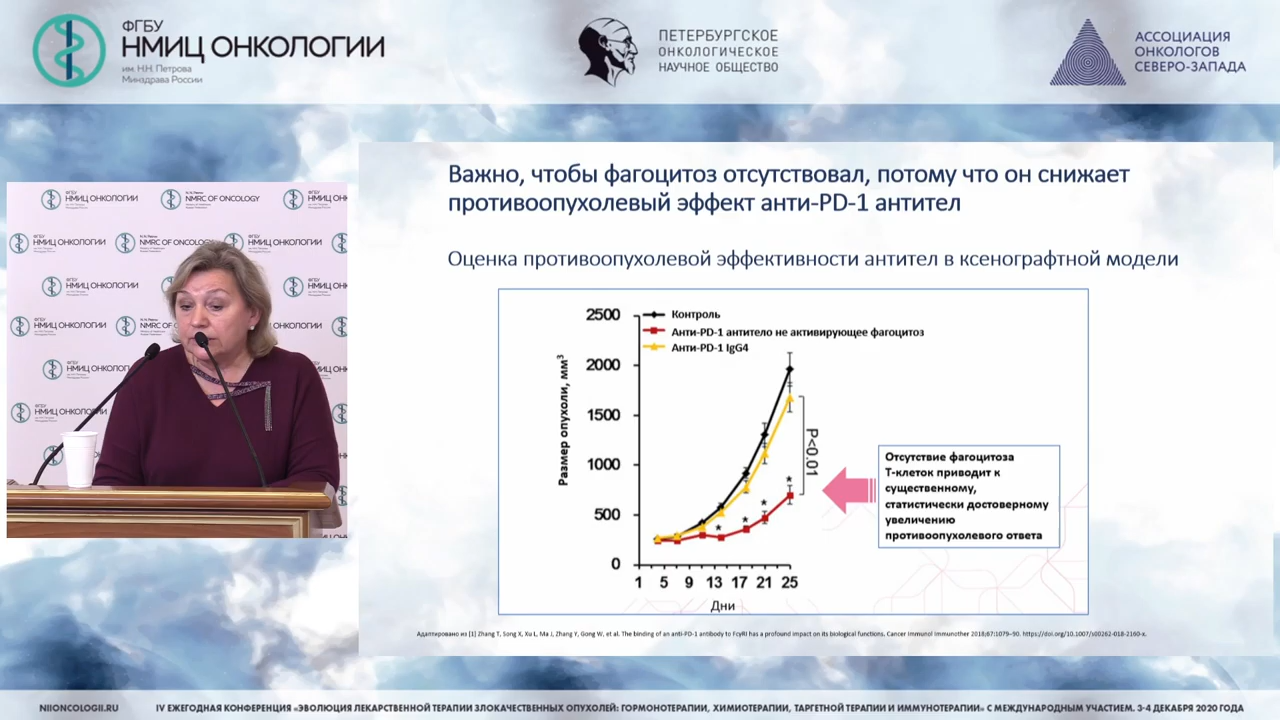 ФГБУ
НМИЦ ОНКОЛОГИИ
им. Н.Н. Петрова
Минздрава России
ПЕТЕРБУРГСКОЕ
ОНКОЛОГИЧЕСКОЕ
НАУЧНОЕ ОБЩЕСТВО
АССОЦИАЦИЯ
ОНКОЛОГОВ
СЕВЕРО-ЗАПАДА
ФГБУ
НМИЦ ОНКОЛОГИИ
NMRC OF ONCOLOGY
Важно, чтобы фагоцитоз отсутствовал, потому что он снижает
противоопухолевый эффект анти-PD-1 антител
Оценка противоопухолевой эффективности антител в ксенографтной модели
Контроль
Анти-PD-1 антитело не активирующее фагоцитоз
Анти-PD-1 IgG4
Размер опухоли, мм³
2500
2000
1500
1000
500
0
1 5 9 13 17 21 25
Дни
* * * *
P<0.01
Отсутствие фагоцитоза
Т-клеток приводит к
существенному,
статистически достоверному
увеличению
противоопухолевого ответа
Адаптировано из [1] Zhang T, Song X, Xu L, Ma J, Zhang Y, Gong W, et al. The binding of an anti-PD-1 antibody to FcγRI has a profound impact on its biological functions. Cancer Immunol Immunother 2018;67:1079–90. https://doi.org/10.1007/s00262-018-2160-x.
NIIONCOLOGII.RU
IV ЕЖЕГОДНАЯ КОНФЕРЕНЦИЯ «ЭВОЛЮЦИЯ ЛЕКАРСТВЕННОЙ ТЕРАПИИ ЗЛОКАЧЕСТВЕННЫХ ОПУХОЛЕЙ: ГОРМОНОТЕРАПИИ, ХИМИОТЕРАПИИ, ТАРГЕТНОЙ ТЕРАПИИ И ИММУНОТЕРАПИИ» С МЕЖДУНАРОДНЫМ УЧАСТИЕМ. 3-4 ДЕКАБРЯ 2020 ГОДА